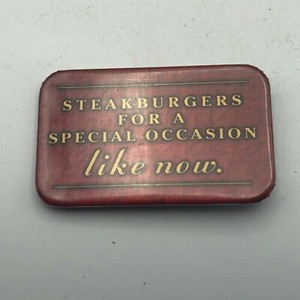 STEAKBURGERS
FOR A
SPECIAL OCCASION
like now.